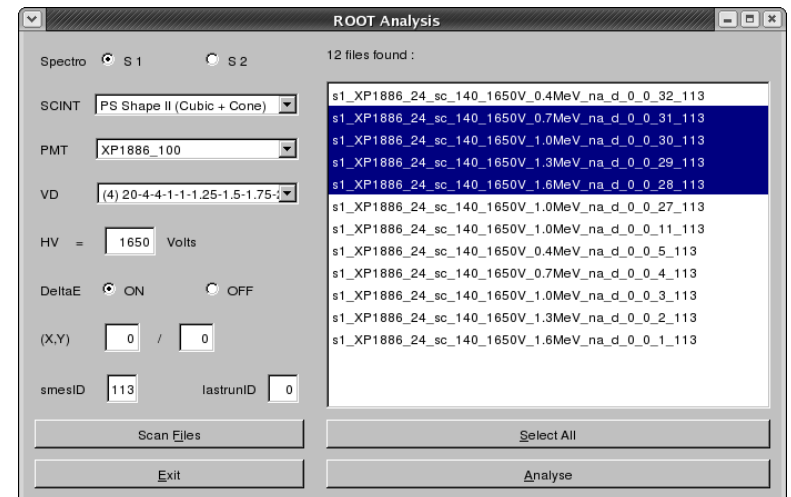 ROOT Analysis
Spectro S 1 S 2
SCINT PS Shape II (Cubic + Cone)
PMT XP1886_100
VD (4) 20-4-4-1-1-1.25-1.5-1.75-
HV = 1650 Volts
DeltaE ON OFF
(X,Y) 0 / 0
smesID 113 lastrunID 0
Scan Files
Exit
12 files found :
s1_XP1886_24_sc_140_1650V_0.4MeV_na_d_0_0_32_113
s1_XP1886_24_sc_140_1650V_0.7MeV_na_d_0_0_31_113
s1_XP1886_24_sc_140_1650V_1.0MeV_na_d_0_0_30_113
s1_XP1886_24_sc_140_1650V_1.3MeV_na_d_0_0_29_113
s1_XP1886_24_sc_140_1650V_1.6MeV_na_d_0_0_28_113
s1_XP1886_24_sc_140_1650V_1.0MeV_na_d_0_0_27_113
s1_XP1886_24_sc_140_1650V_1.0MeV_na_d_0_0_11_113
s1_XP1886_24_sc_140_1650V_0.4MeV_na_d_0_0_5_113
s1_XP1886_24_sc_140_1650V_0.7MeV_na_d_0_0_4_113
s1_XP1886_24_sc_140_1650V_1.0MeV_na_d_0_0_3_113
s1_XP1886_24_sc_140_1650V_1.3MeV_na_d_0_0_2_113
s1_XP1886_24_sc_140_1650V_1.6MeV_na_d_0_0_1_113
Select All
Analyse